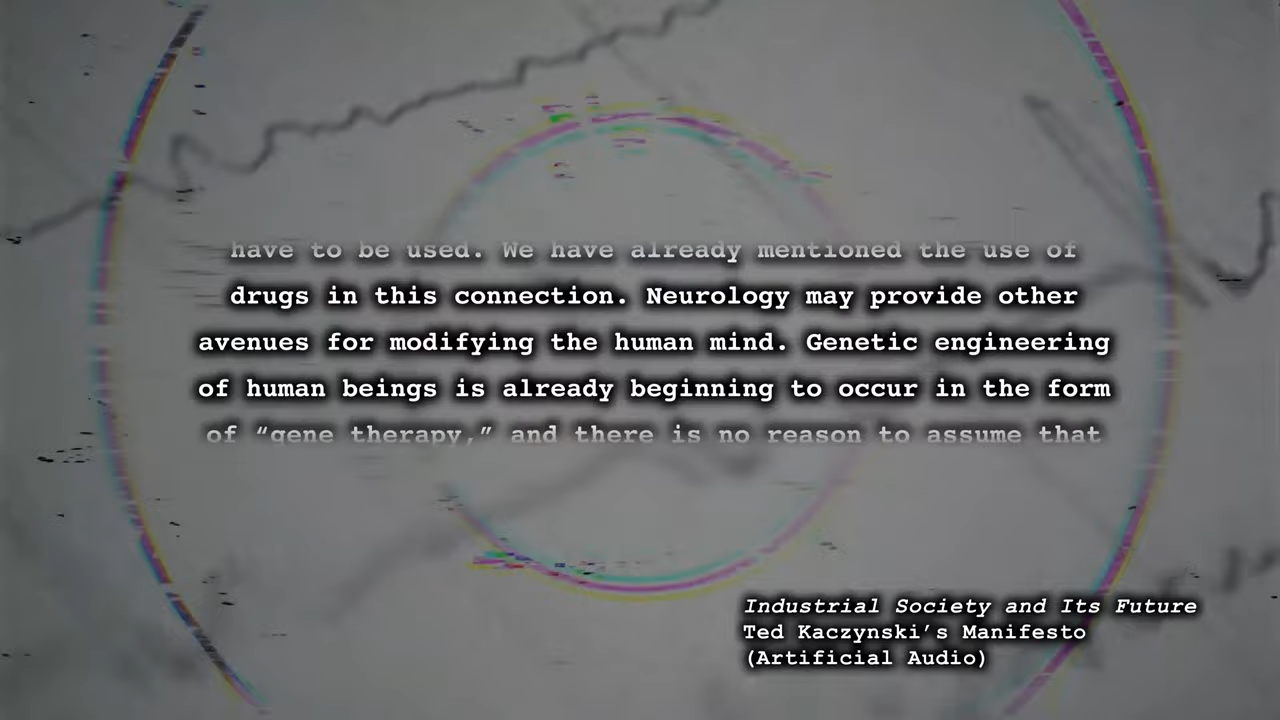 have to be used. We have already mentioned the use of
drugs in this connection. Neurology may provide other
avenues for modifying the human mind. Genetic engineering
of human beings is already beginning to occur in the form
of “gene therapy,” and there is no reason to assume that
Industrial Society and Its Future
Ted Kaczynski’s Manifesto
(Artificial Audio)